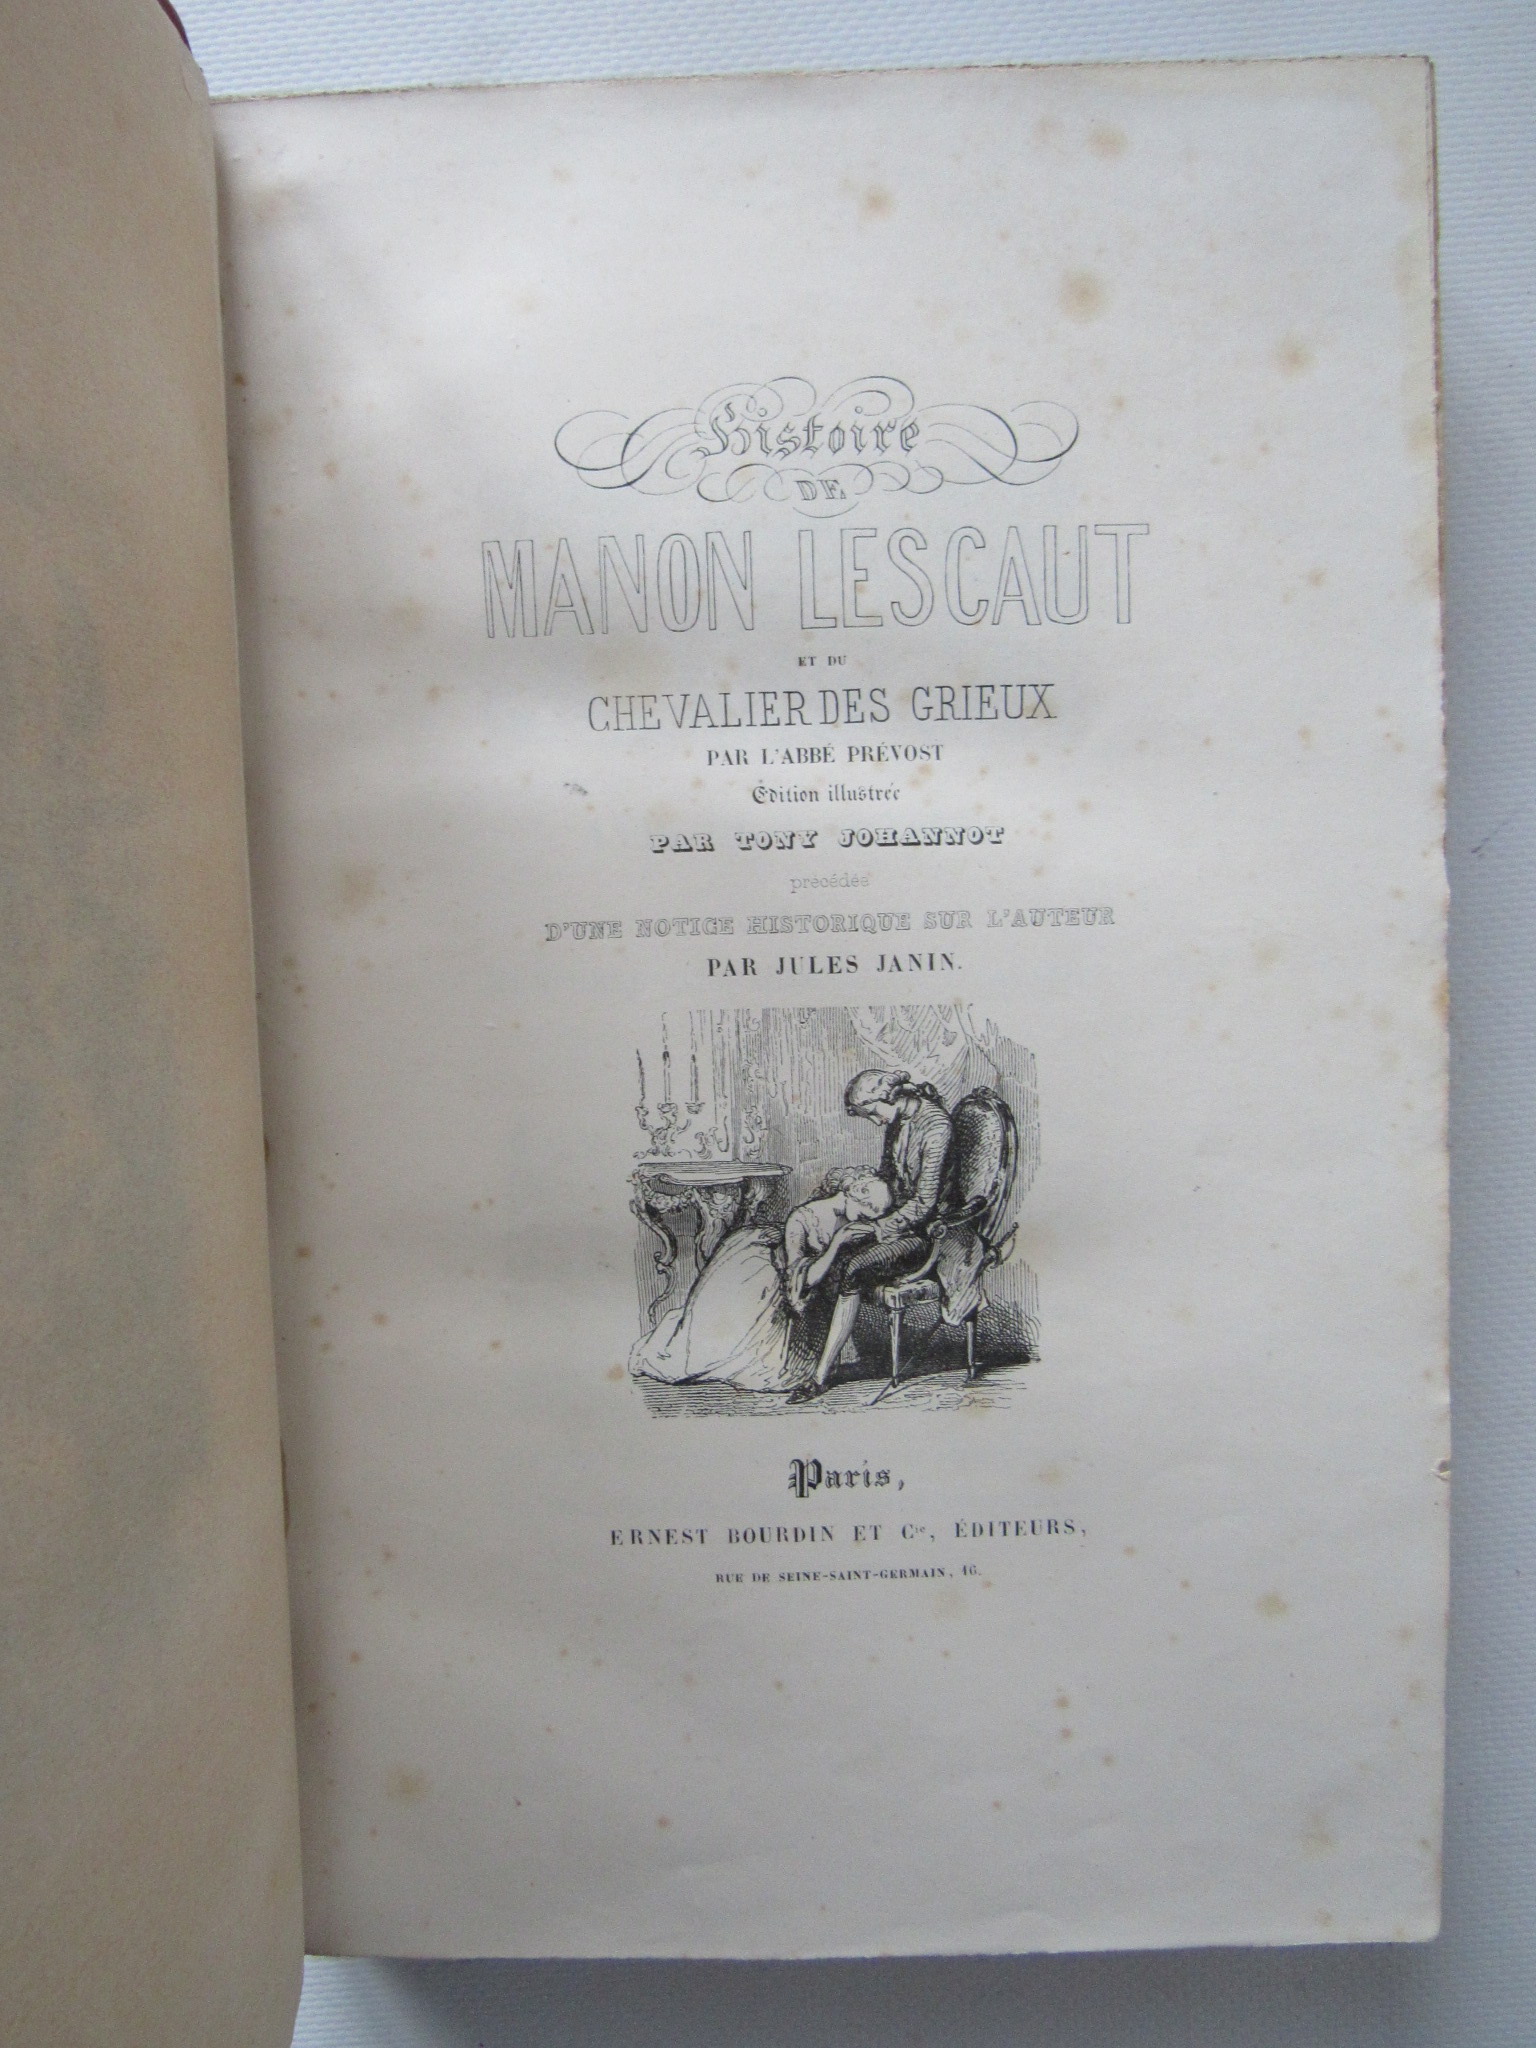 Histoire
DE
MANON LESCAUT
ET DU
CHEVALIER DES GRIEUX
PAR L'ABBÉ PRÉVOST
Édition illustrée
PAR TONY JOHANNOT
précédée
D'UNE NOTICE HISTORIQUE SUR L'AUTEUR
PAR JULES JANIN.
Paris,
ERNEST BOURDIN ET Cie, ÉDITEURS,
RUE DE SEINE-SAINT-GERMAIN, 16.